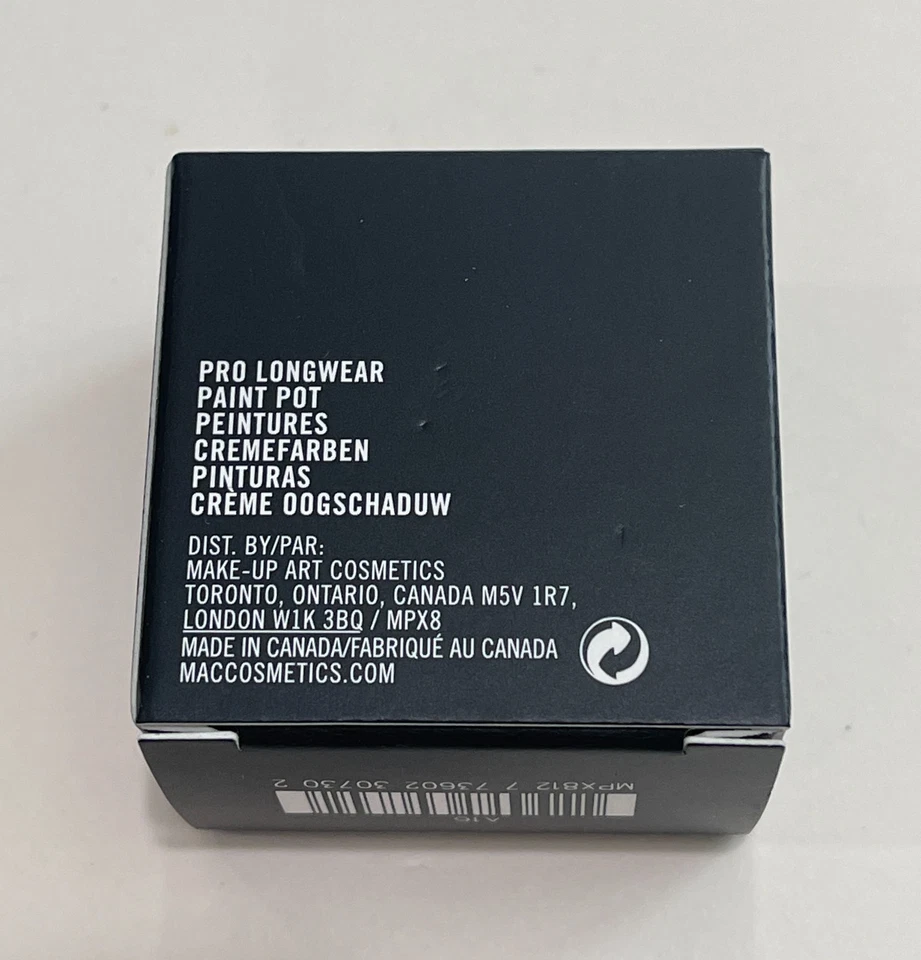 PRO LONGWEAR
PAINT POT
PEINTURES
CREMEFARBEN
PINTURAS
CRÈME OOGSCHADUW
DIST. BY/PAR:
MAKE-UP ART COSMETICS
TORONTO, ONTARIO, CANADA M5V 1R7,
LONDON W1K 3BQ / MPX8
MADE IN CANADA/FABRIQUÉ AU CANADA
MACCOSMETICS.COM
MPX812 7 73602 30730 2